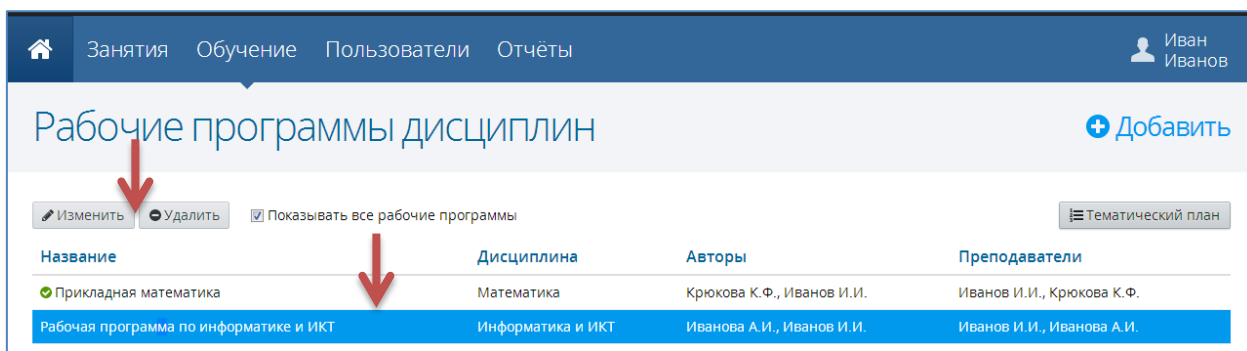 Занятия Обучение Пользователи Отчёты Иван
Иванов
Рабочие программы дисциплин Добавить
Изменить Удалить Показывать все рабочие программы Тематический план
Название Дисциплина Авторы Преподаватели
Прикладная математика Математика Крюкова К.Ф., Иванов И.И. Иванов И.И., Крюкова К.Ф.
Рабочая программа по информатике и ИКТ Информатика и ИКТ Иванова А.И., Иванов И.И. Иванов И.И., Иванова А.И.